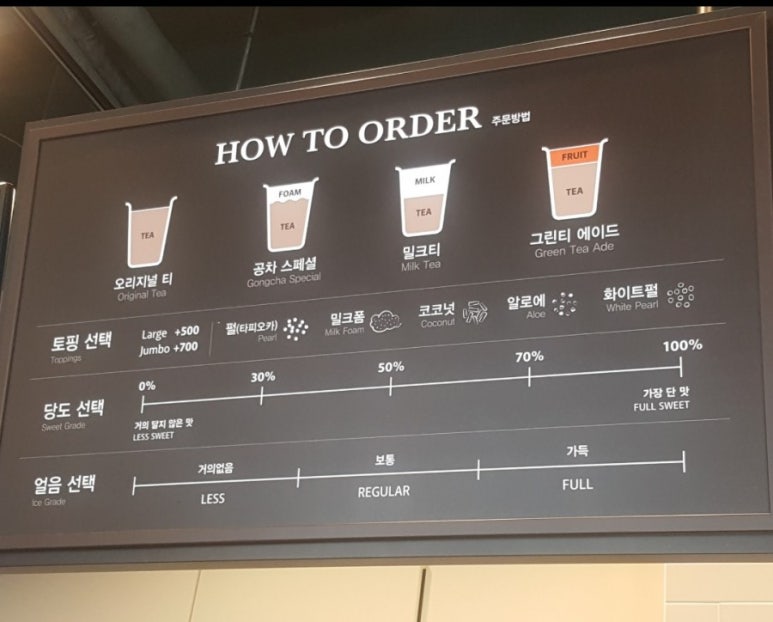 HOW TO ORDER 주문방법
TEA
FOAM
TEA
MILK
TEA
FRUIT
TEA
오리지널 티
Original Tea
공차 스페셜
Gongcha Special
밀크티
Milk Tea
그린티 에이드
Green Tea Ade
토핑 선택
Toppings
Large +500
Jumbo +700
펄(타피오카)
Pearl
밀크폼
Milk Foam
코코넛
Coconut
알로에
Aloe
화이트펄
White Pearl
당도 선택
Sweet Grade
0% 30% 50% 70% 100%
거의 달지 않은 맛
LESS SWEET
가장 단 맛
FULL SWEET
얼음 선택
Ice Grade
거의없음 보통 가득
LESS REGULAR FULL